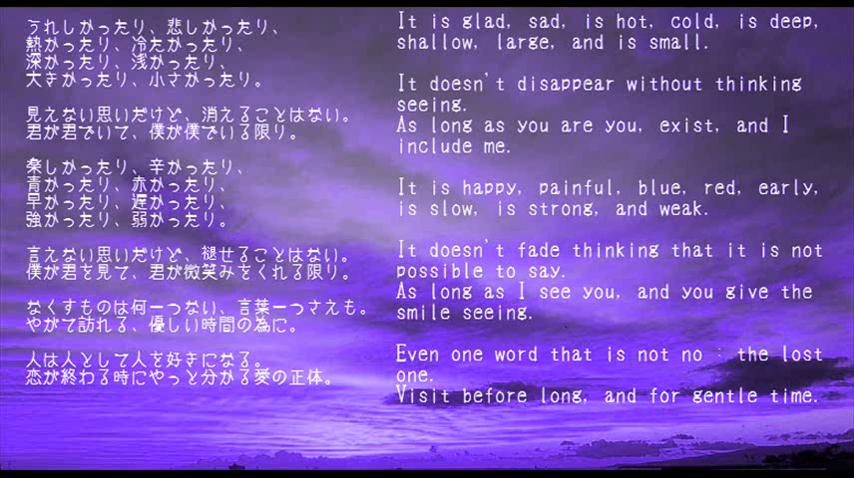 うれしかったり、悲しかったり、
熱かったり、冷たかったり、
深かったり、浅かったり、
大きかったり、小さかったり。
見えない思いだけど、消えることはない。
君が君でいて、僕が僕でいる限り。
楽しかったり、辛かったり、
青かったり、赤かったり、
早かったり、遅かったり、
強かったり、弱かったり。
言えない思いだけど、褪せることはない。
僕が君を見て、君が微笑みをくれる限り。
なくすものは何一つない、言葉一つさえも。
やがて訪れる、優しい時間の為に。
人は人として人を好きになる。
恋が終わる時にやっと分かる愛の正体。
It is glad, sad, is hot, cold, is deep,
shallow, large, and is small.
It doesn't disappear without thinking
seeing.
As long as you are you, exist, and I
include me.
It is happy, painful, blue, red, early,
is slow, is strong, and weak.
It doesn't fade thinking that it is not
possible to say.
As long as I see you, and you give the
smile seeing.
Even one word that is not no : the lost
one.
Visit before long, and for gentle time.